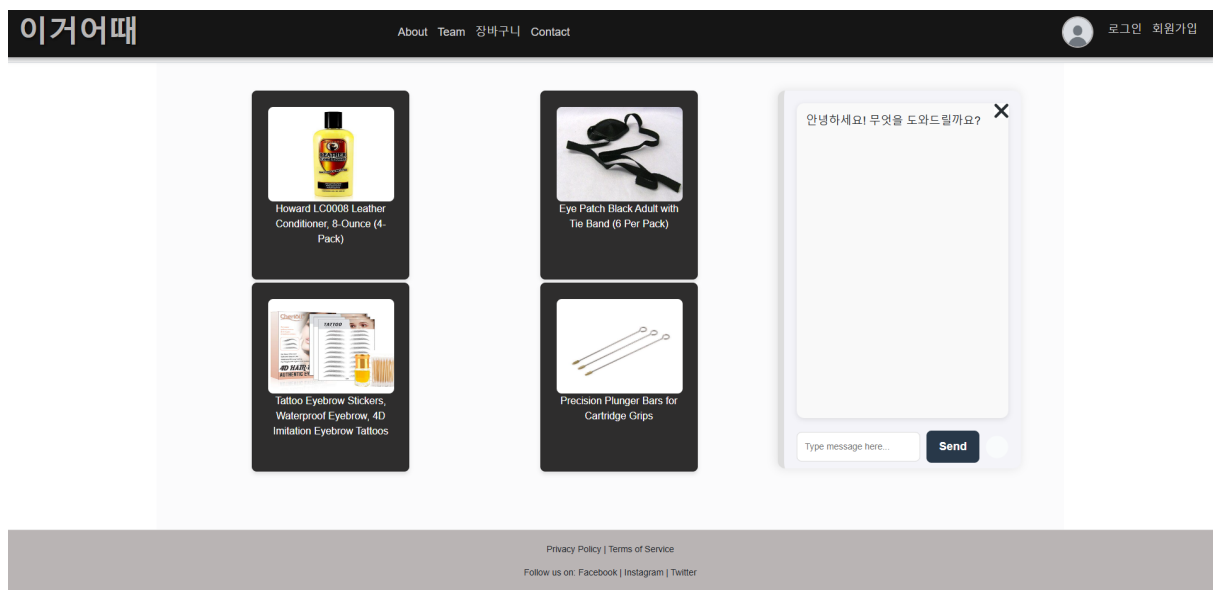 이거어때
About Team 장바구니 Contact
로그인 회원가입
Howard LC0008 Leather
Conditioner, 8-Ounce (4-
Pack)
Eye Patch Black Adult with
Tie Band (6 Per Pack)
TATTOO
4D HAIR
Tattoo Eyebrow Stickers,
Waterproof Eyebrow, 4D
Imitation Eyebrow Tattoos
Precision Plunger Bars for
Cartridge Grips
안녕하세요! 무엇을 도와드릴까요?
Type message here...
Send
Privacy Policy | Terms of Service
Follow us on: Facebook | Instagram | Twitter